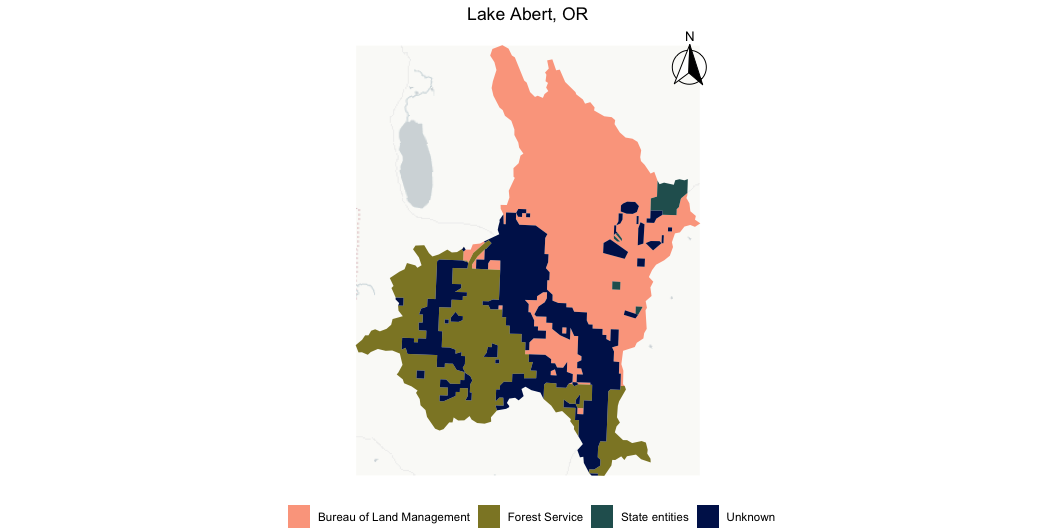 Lake Abert, OR
N
Bureau of Land Management Forest Service State entities Unknown